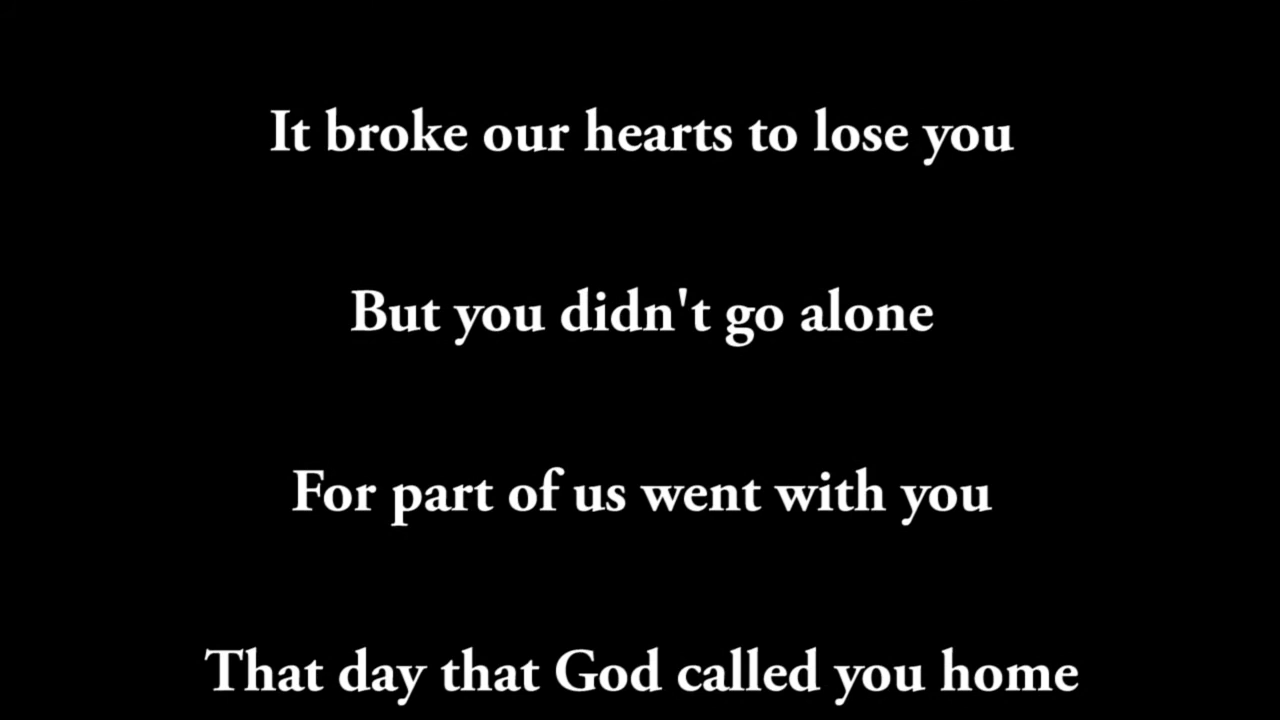 It broke our hearts to lose you
But you didn't go alone
For part of us went with you
That day that God called you home